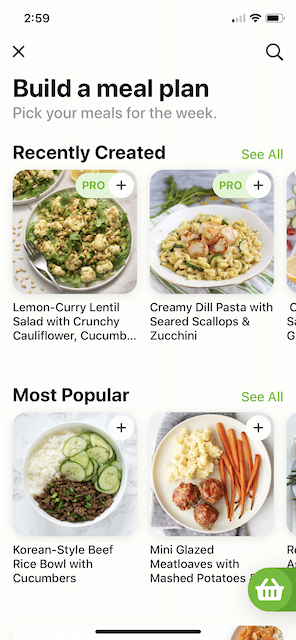 2:59
Build a meal plan
Pick your meals for the week.
Recently Created
See All
PRO +
PRO +
Lemon-Curry Lentil
Salad with Crunchy
Cauliflower, Cucumb...
Creamy Dill Pasta with
Seared Scallops &
Zucchini
C
Sa
G
Most Popular
See All
+
+
Korean-Style Beef
Rice Bowl with
Cucumbers
Mini Glazed
Meatloaves with
Mashed Potatoes &
Ro
As